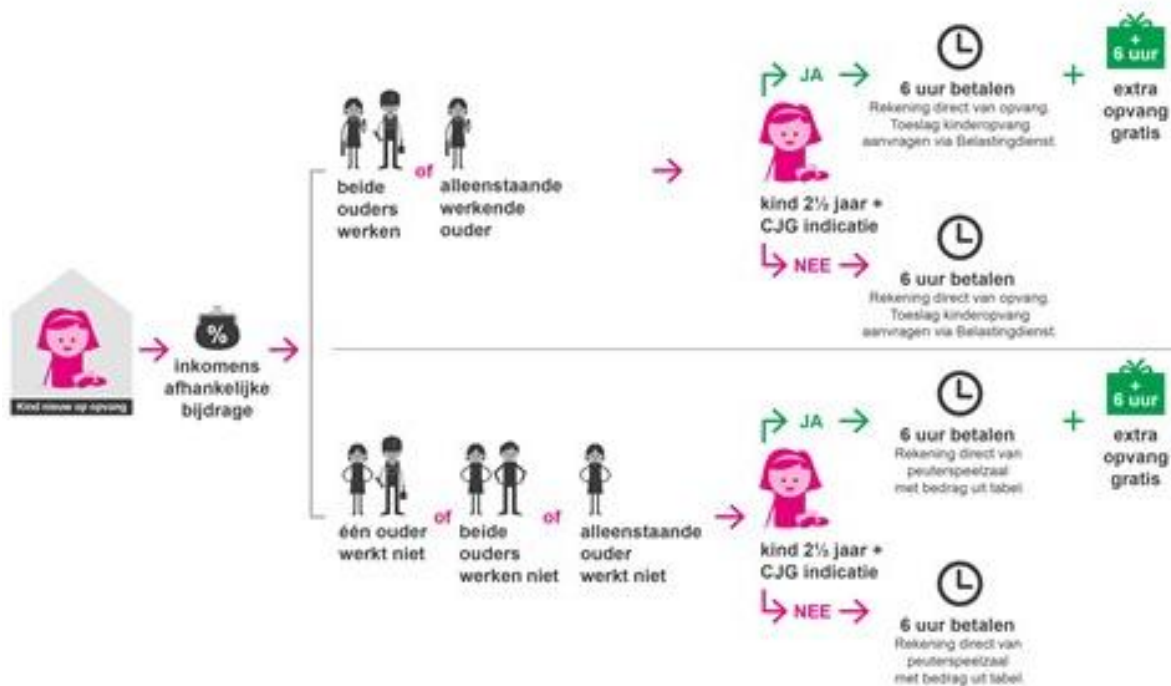 Kind nieuw op opvang
%
inkomens
afhankelijke
bijdrage
beide
ouders
werken
of
alleenstaande
werkende
ouder
kind 2½ jaar +
CJG indicatie
JA
6 uur betalen
Rekening direct van opvang.
Toeslag kinderopvang
aanvragen via Belastingdienst.
+
+
6 uur
extra
opvang
gratis
NEE
6 uur betalen
Rekening direct van opvang.
Toeslag kinderopvang
aanvragen via Belastingdienst.
één ouder
werkt niet
of
beide
ouders
werken niet
of
alleenstaande
ouder
werkt niet
kind 2½ jaar +
CJG indicatie
JA
6 uur betalen
Rekening direct van
peuterspeelzaal
met bedrag uit tabel.
+
+
6 uur
extra
opvang
gratis
NEE
6 uur betalen
Rekening direct van
peuterspeelzaal
met bedrag uit tabel.